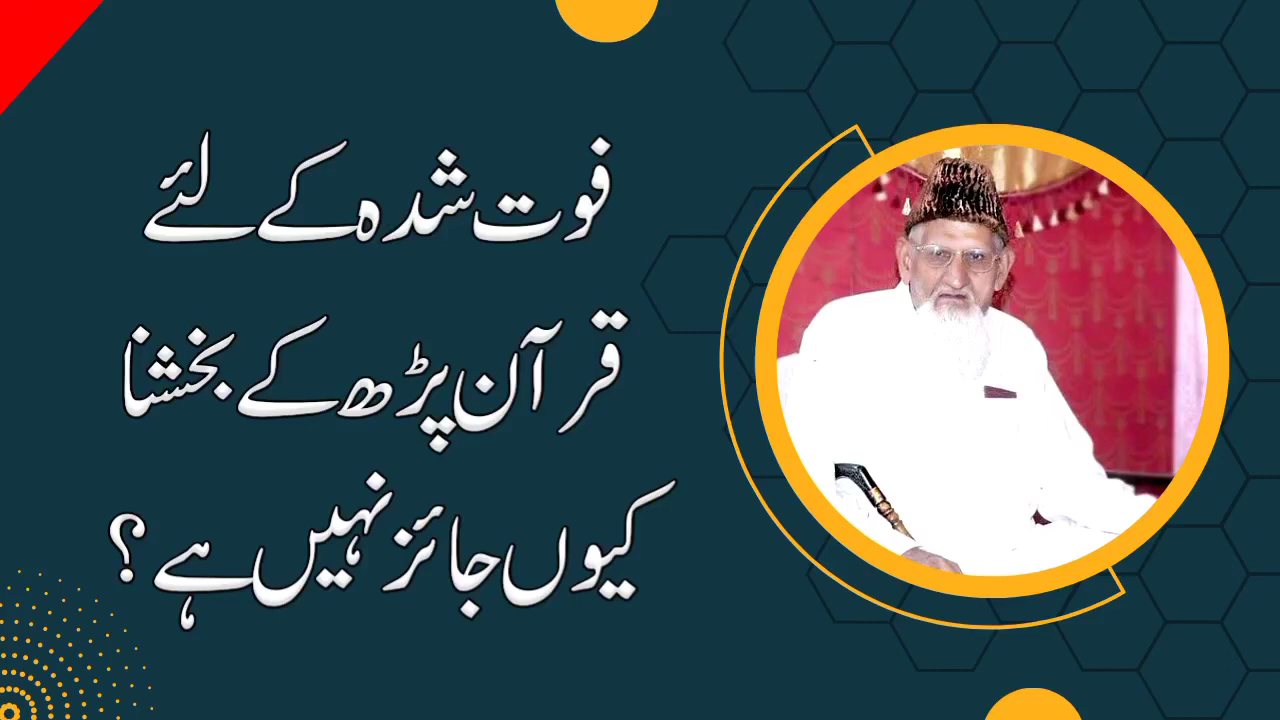 فوت شدہ کے لئے
قرآن پڑھ کے بخشنا
کیوں جائز نہیں ہے؟